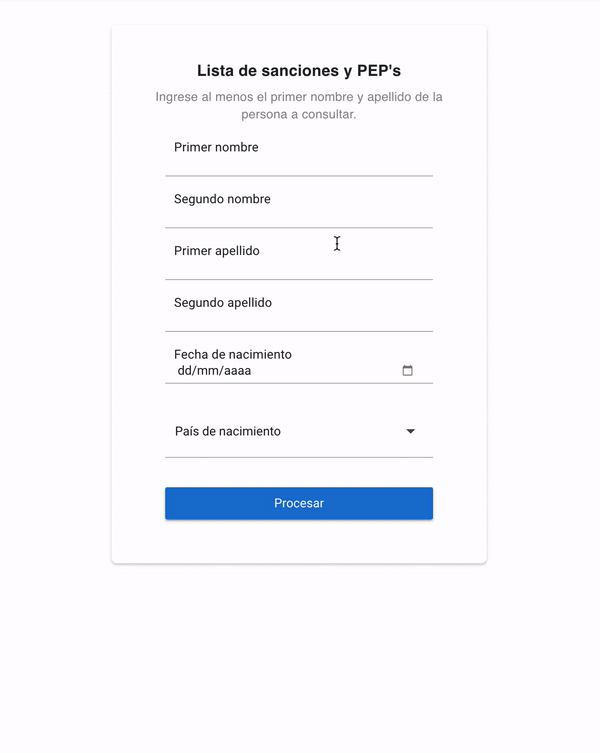 Lista de sanciones y PEP's
Ingrese al menos el primer nombre y apellido de la
persona a consultar.
Primer nombre
Segundo nombre
Primer apellido
Segundo apellido
Fecha de nacimiento
dd/mm/aaaa
País de nacimiento
Procesar